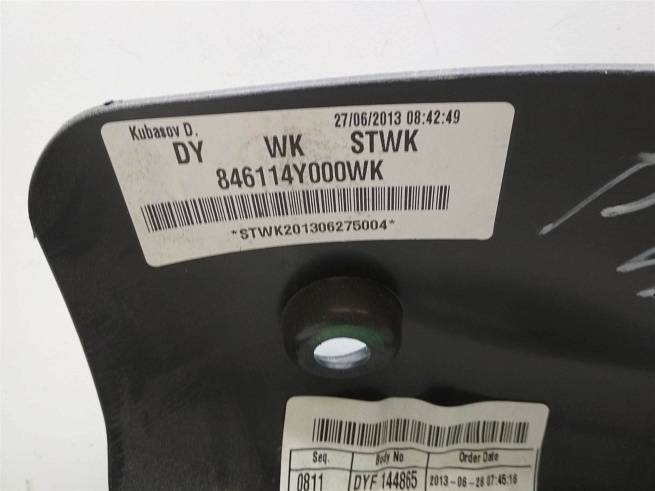 Kubasov D. 27/06/2013 08:42:49
DY WK STWK
846114Y000WK
*STWK201306275004*
Seq. Body No Order Date
0811 DYF 144865 2013-06-28 07:45:16